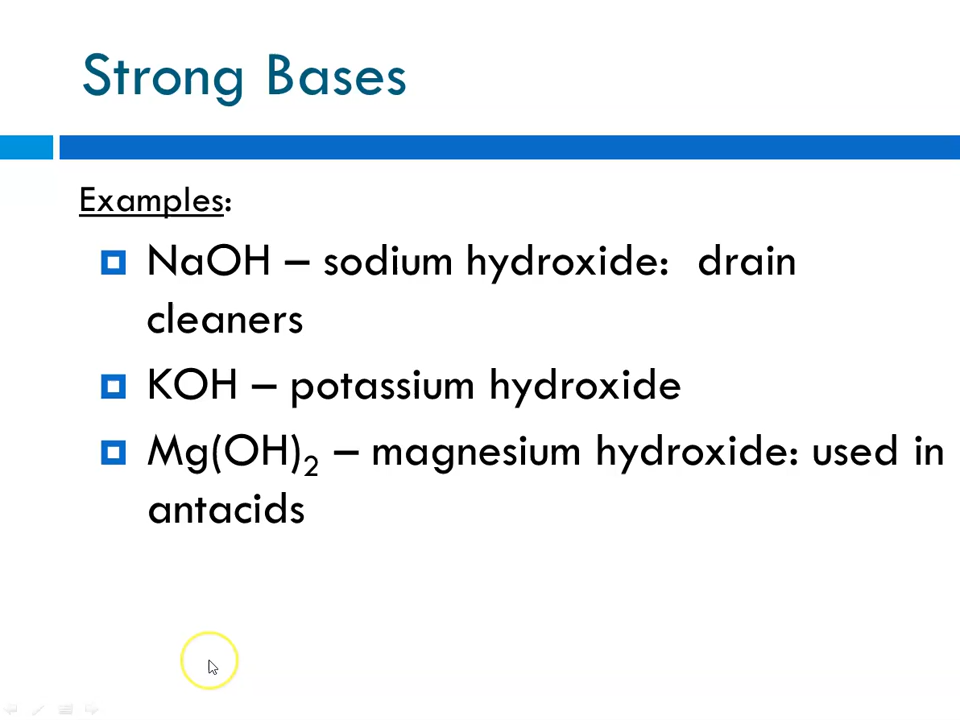 Strong Bases
Examples:
NaOH – sodium hydroxide: drain
cleaners
KOH – potassium hydroxide
Mg(OH)₂ – magnesium hydroxide: used in
antacids